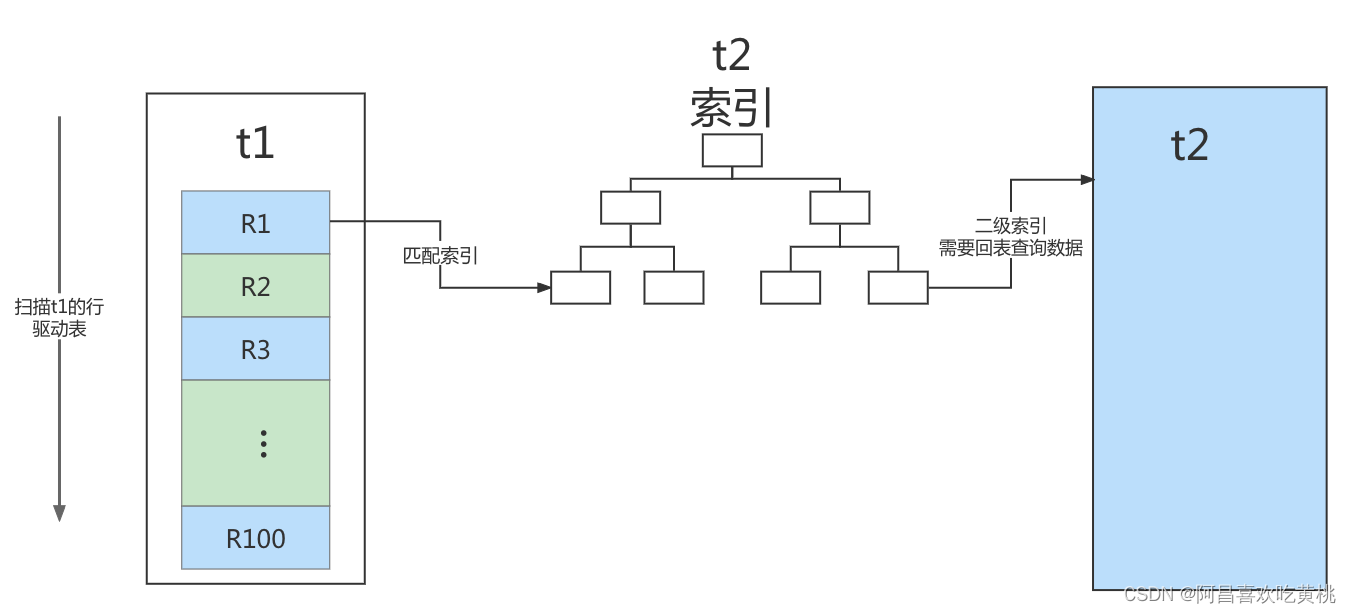 t2
索引
t1
t2
R1
二级索引
需要回表查询数据
匹配索引
R2
扫描t1的行
驱动表
R3
R100
CSDN @阿昌喜欢吃黄桃